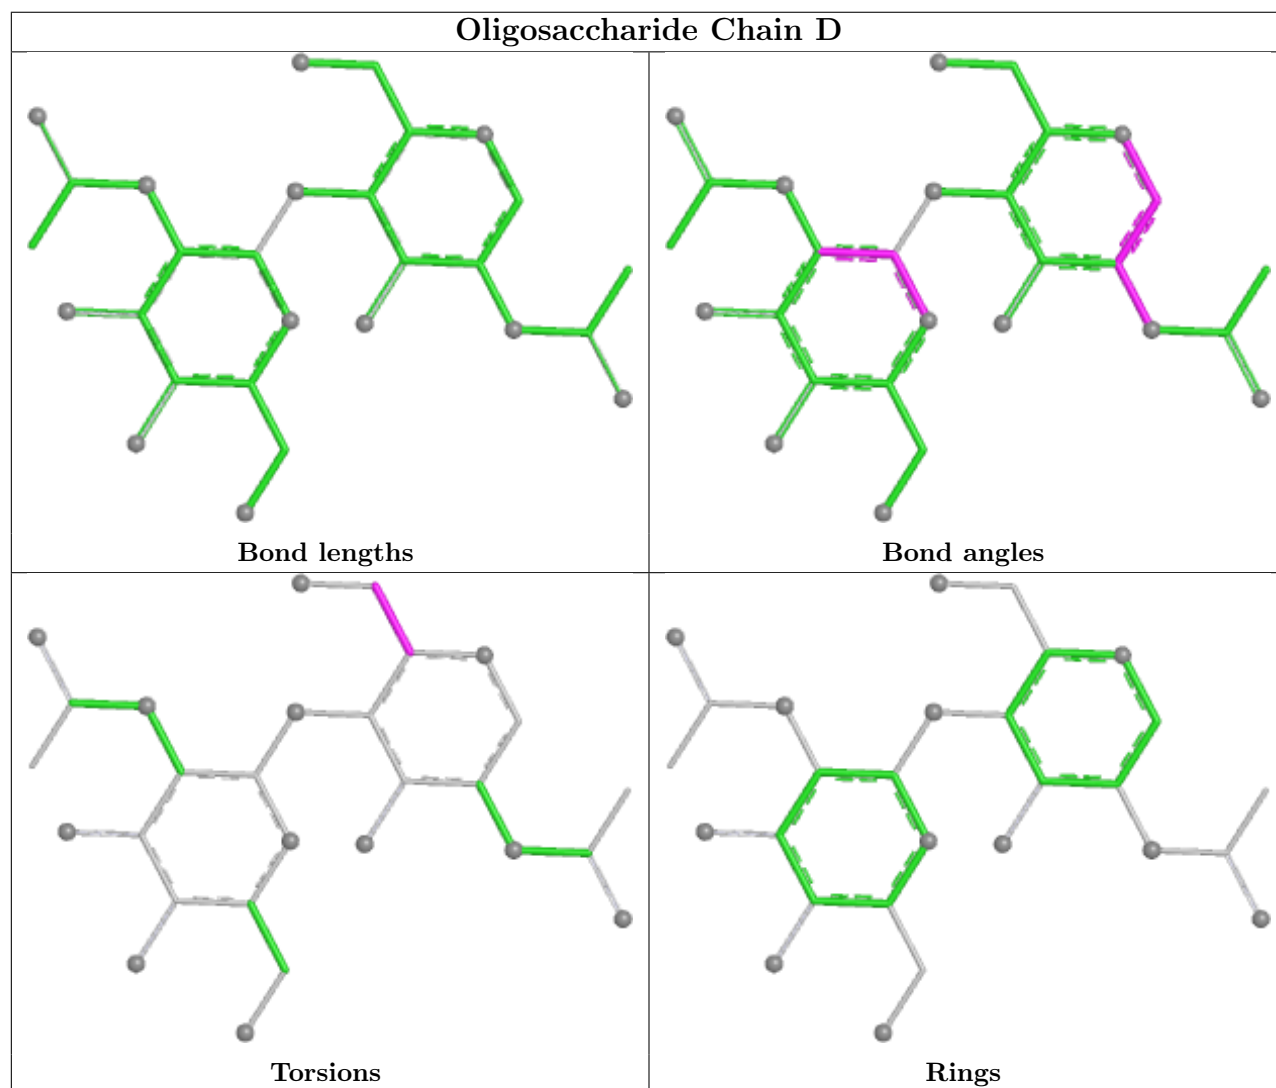 Oligosaccharide Chain D
Bond lengths
Bond angles
Torsions
Rings